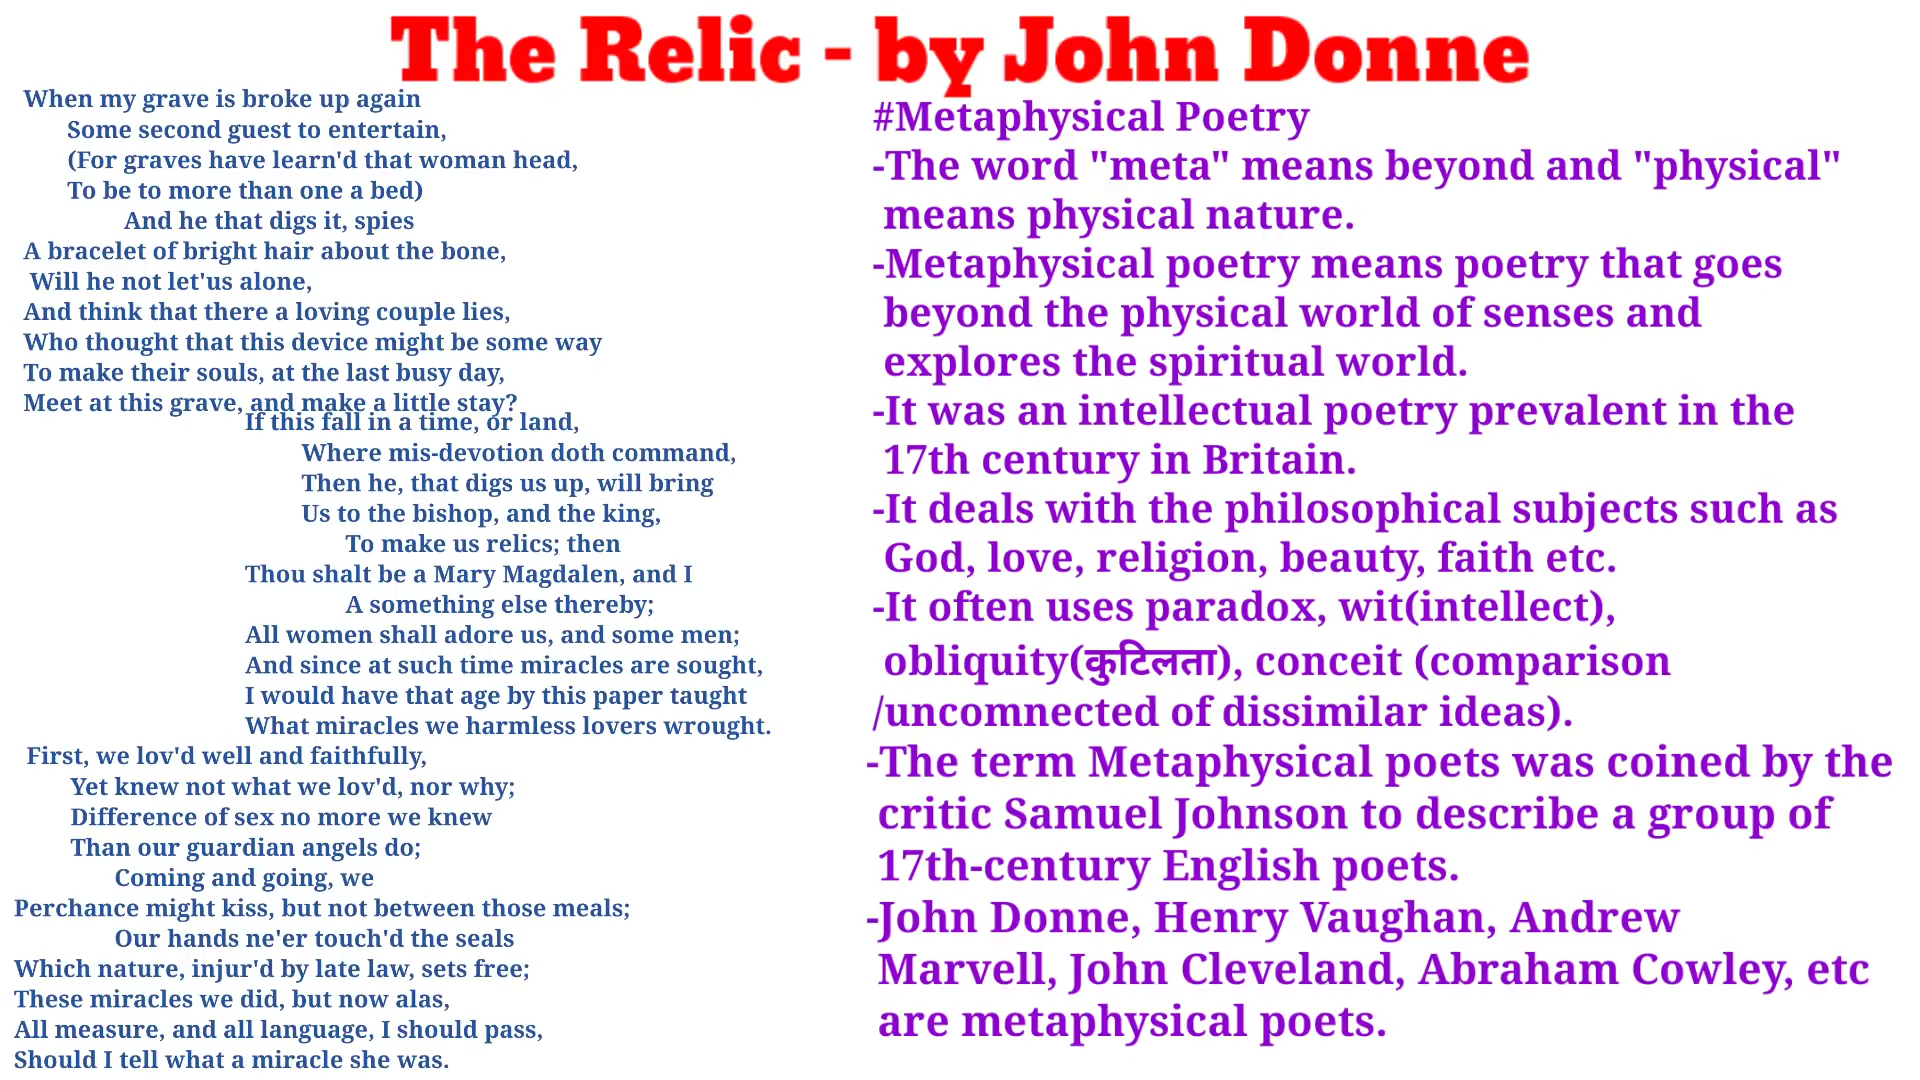 The Relic - by John Donne
When my grave is broke up again
Some second guest to entertain,
(For graves have learn'd that woman head,
To be to more than one a bed)
And he that digs it, spies
A bracelet of bright hair about the bone,
Will he not let'us alone,
And think that there a loving couple lies,
Who thought that this device might be some way
To make their souls, at the last busy day,
Meet at this grave, and make a little stay?
If this fall in a time, or land,
Where mis-devotion doth command,
Then he, that digs us up, will bring
Us to the bishop, and the king,
To make us relics; then
Thou shalt be a Mary Magdalen, and I
A something else thereby;
All women shall adore us, and some men;
And since at such time miracles are sought,
I would have that age by this paper taught
What miracles we harmless lovers wrought.
First, we lov'd well and faithfully,
Yet knew not what we lov'd, nor why;
Difference of sex no more we knew
Than our guardian angels do;
Coming and going, we
Perchance might kiss, but not between those meals;
Our hands ne'er touch'd the seals
Which nature, injur'd by late law, sets free;
These miracles we did, but now alas,
All measure, and all language, I should pass,
Should I tell what a miracle she was.
#Metaphysical Poetry
-The word "meta" means beyond and "physical"
means physical nature.
-Metaphysical poetry means poetry that goes
beyond the physical world of senses and
explores the spiritual world.
-It was an intellectual poetry prevalent in the
17th century in Britain.
-It deals with the philosophical subjects such as
God, love, religion, beauty, faith etc.
-It often uses paradox, wit(intellect),
obliquity(कुटिलता), conceit (comparison
/uncomnected of dissimilar ideas).
-The term Metaphysical poets was coined by the
critic Samuel Johnson to describe a group of
17th-century English poets.
-John Donne, Henry Vaughan, Andrew
Marvell, John Cleveland, Abraham Cowley, etc
are metaphysical poets.